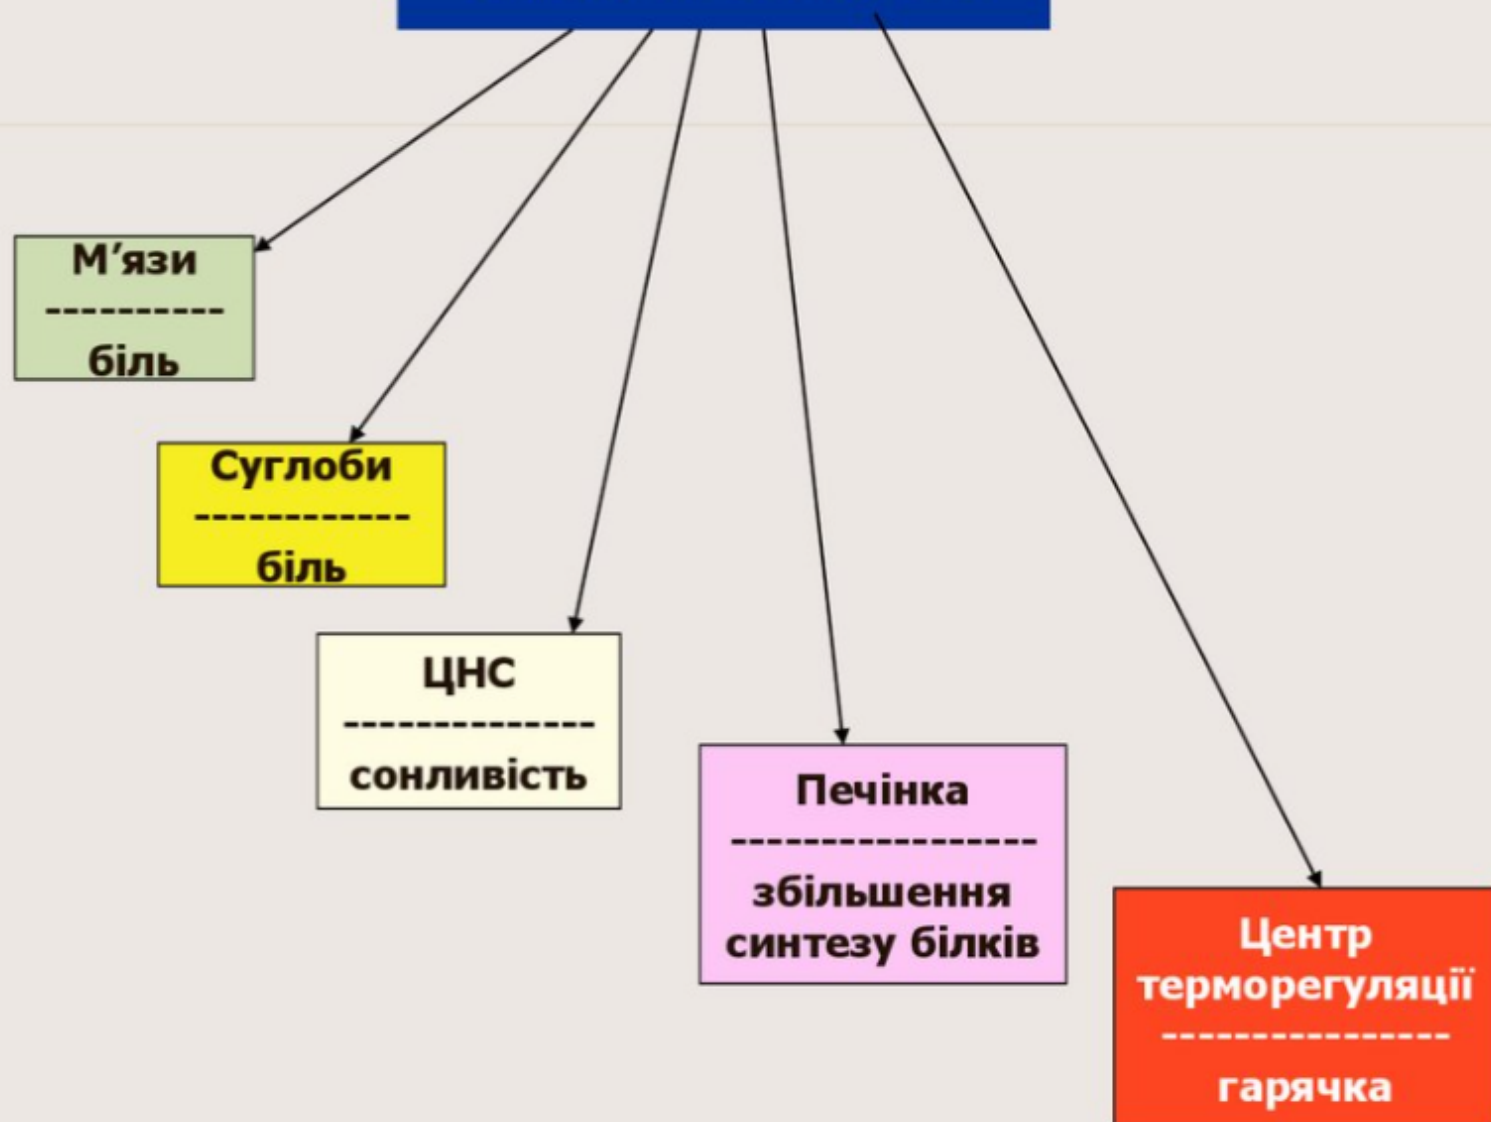 М’язи
----------
біль
Суглоби
------------
біль
ЦНС
--------------
сонливість
Печінка
-----------------
збільшення
синтезу білків
Центр
терморегуляції
----------------
гарячка